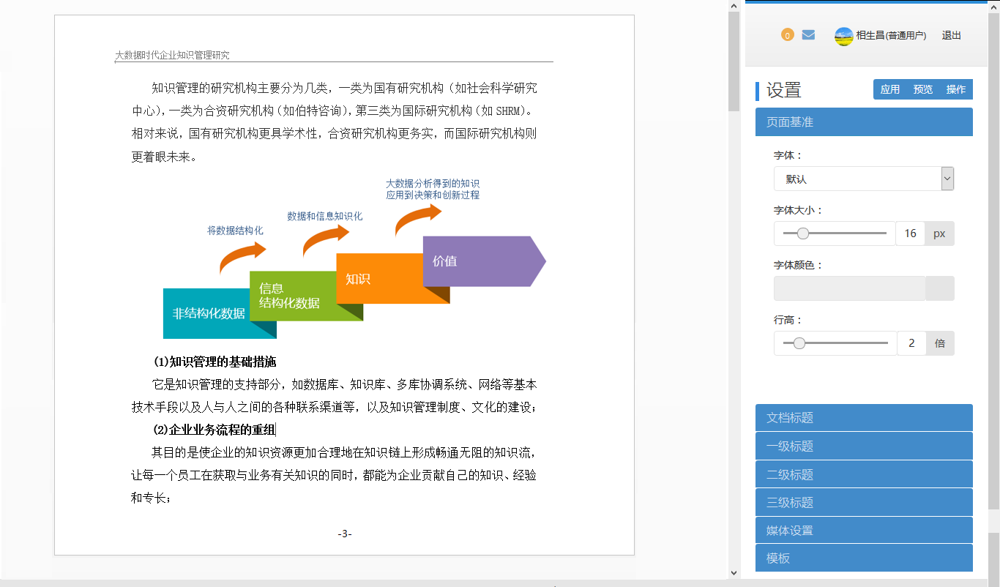 大数据时代企业知识管理研究
知识管理的研究机构主要分为几类，一类为国有研究机构（如社会科学研究
中心），一类为合资研究机构（如伯特咨询），第三类为国际研究机构（如 SHRM）。
相对来说，国有研究机构更具学术性，合资研究机构更务实，而国际研究机构则
更着眼未来。
大数据分析得到的知识
应用到决策和创新过程
数据和信息知识化
将数据结构化
价值
知识
信息
结构化数据
非结构化数据
(1)知识管理的基础措施
它是知识管理的支持部分，如数据库、知识库、多库协调系统、网络等基本
技术手段以及人与人之间的各种联系渠道等，以及知识管理制度、文化的建设；
(2)企业业务流程的重组
其目的是使企业的知识资源更加合理地在知识链上形成畅通无阻的知识流，
让每一个员工在获取与业务有关知识的同时，都能为企业贡献自己的知识、经验
和专长；
-3-
0 相生昌(普通用户) 退出
设置 应用 预览 操作
页面基准
字体：
默认
字体大小：
16 px
字体颜色：
行高：
2 倍
文档标题
一级标题
二级标题
三级标题
媒体设置
模板